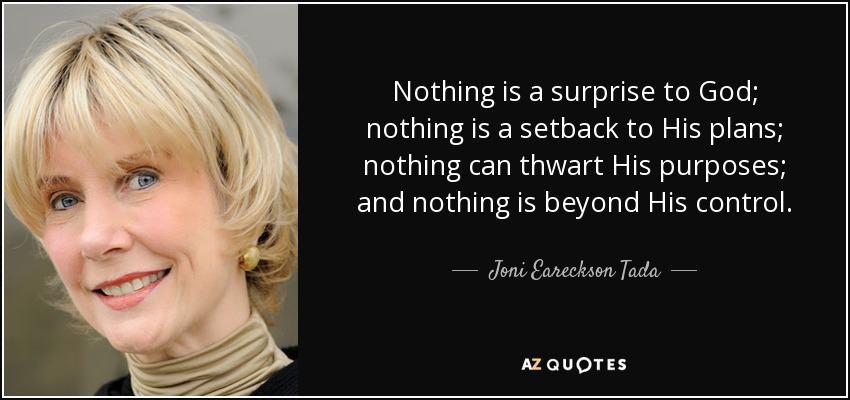 Nothing is a surprise to God;
nothing is a setback to His plans;
nothing can thwart His purposes;
and nothing is beyond His control.
Joni Eareckson Tada
AZ QUOTES